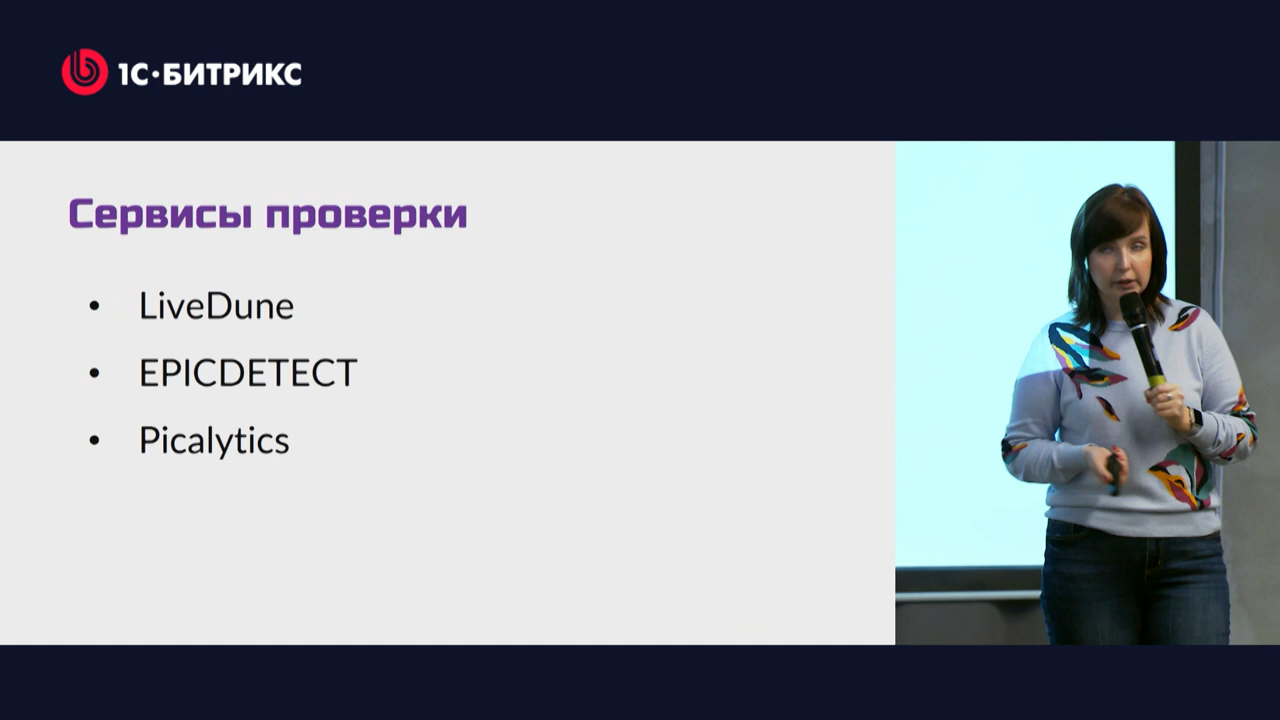 1С·БИТРИКС
Сервисы проверки
• LiveDune
• EPICDETECT
• Picalytics